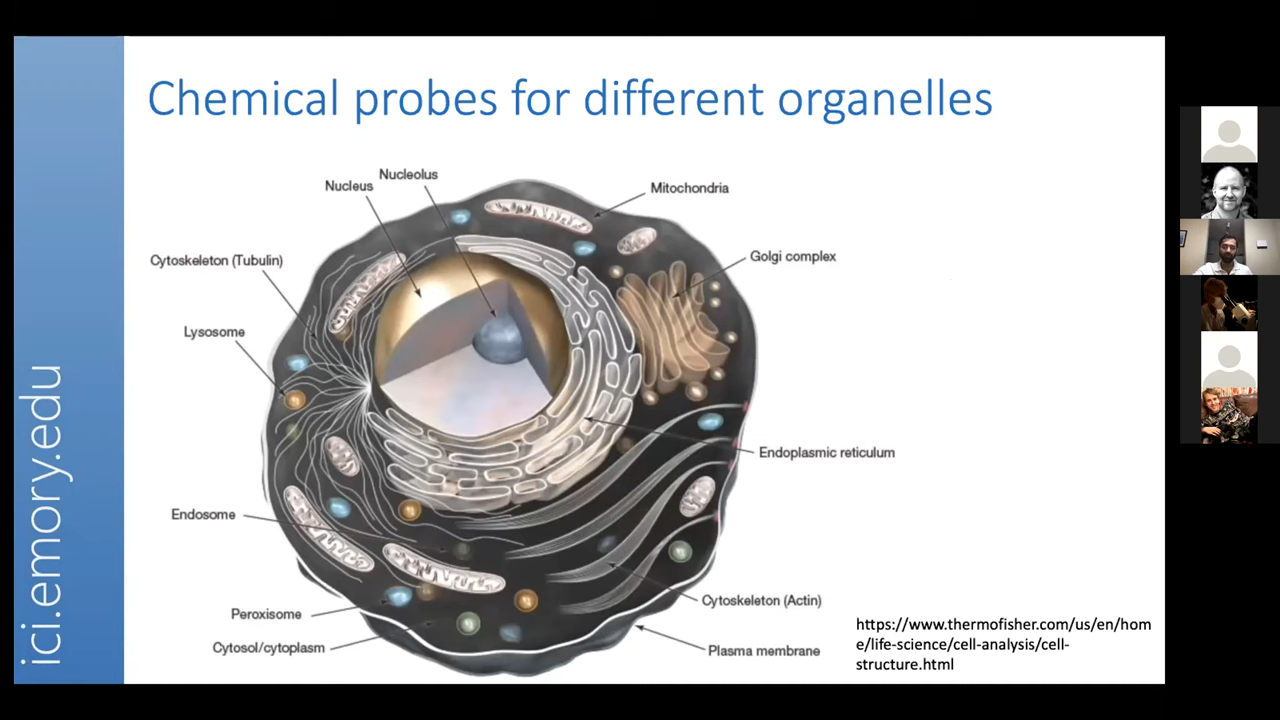 Chemical probes for different organelles
Nucleolus
Nucleus
Mitochondria
Cytoskeleton (Tubulin)
Golgi complex
Lysosome
Endoplasmic reticulum
Endosome
Cytoskeleton (Actin)
Peroxisome
Cytosol/cytoplasm
Plasma membrane
https://www.thermofisher.com/us/en/hom
e/life-science/cell-analysis/cell-
structure.html
ici.emory.edu